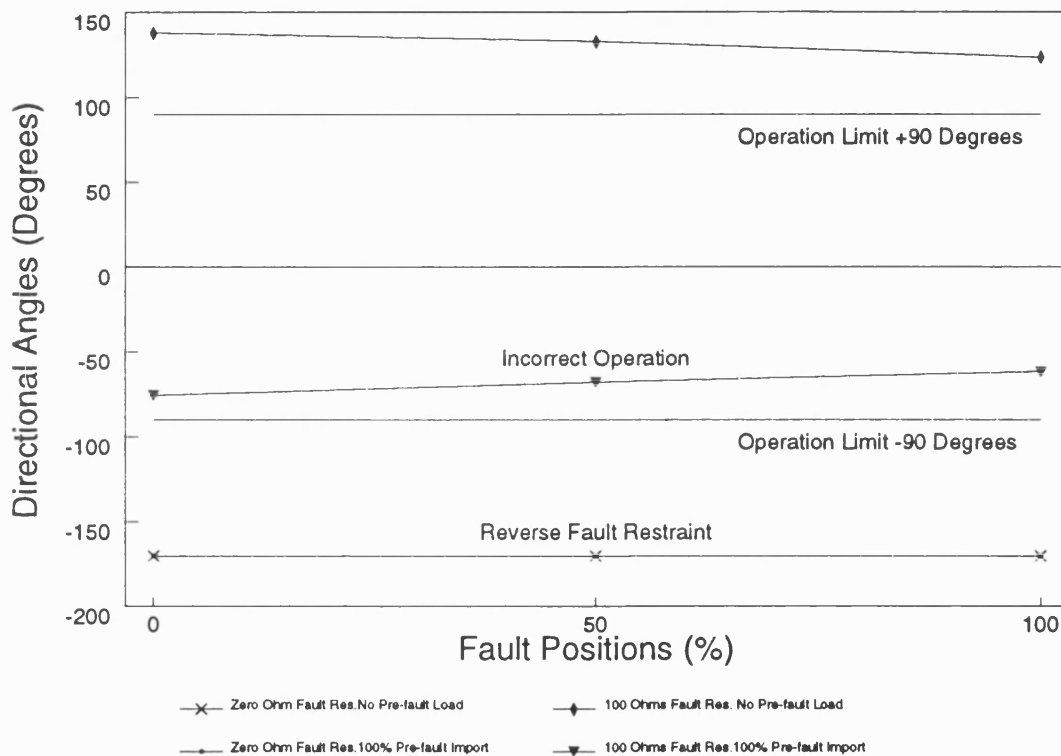 150
100
50
0
-50
-100
-150
-200
Directional Angles (Degrees)
Operation Limit +90 Degrees
Incorrect Operation
Operation Limit -90 Degrees
Reverse Fault Restraint
0
50
100
Fault Positions (%)
Zero Ohm Fault Res.No Pre-fault Load
100 Ohms Fault Res. No Pre-fault Load
Zero Ohm Fault Res.100% Pre-fault Import
100 Ohms Fault Res.100% Pre-fault Import